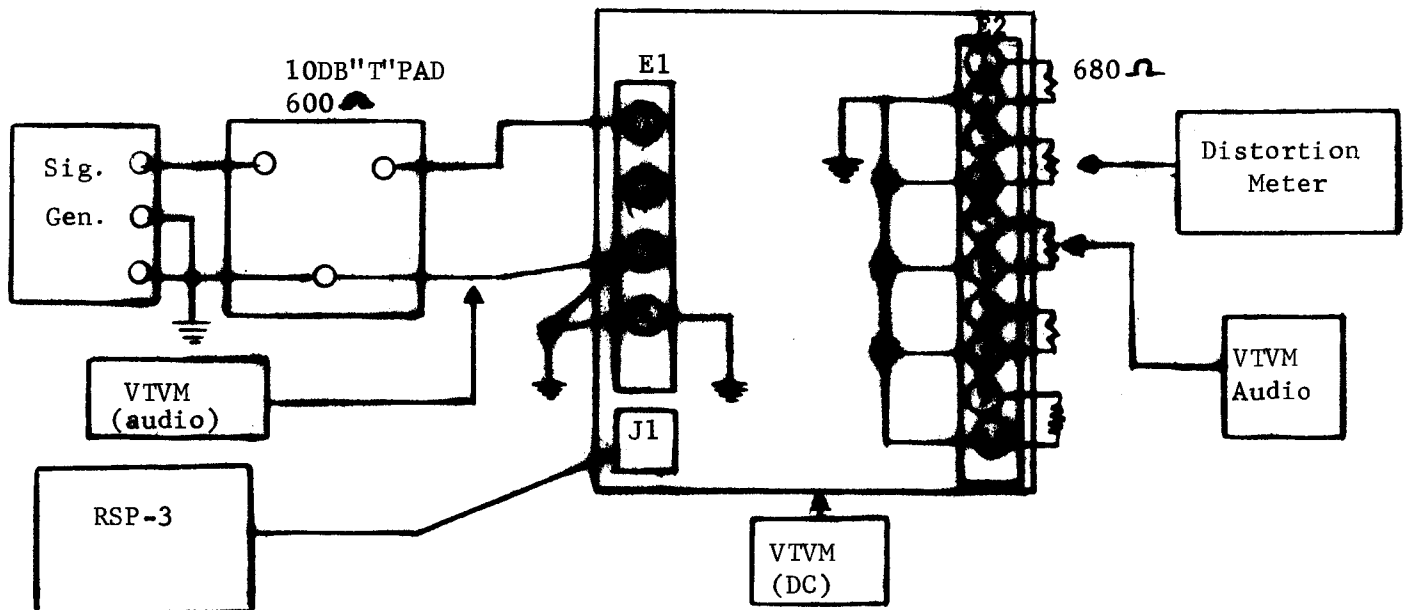 10DB"T"PAD
600
E1
E2
680 Ω
Sig.
Gen.
Distortion
Meter
VTVM
(audio)
J1
VTVM
Audio
RSP-3
VTVM
(DC)